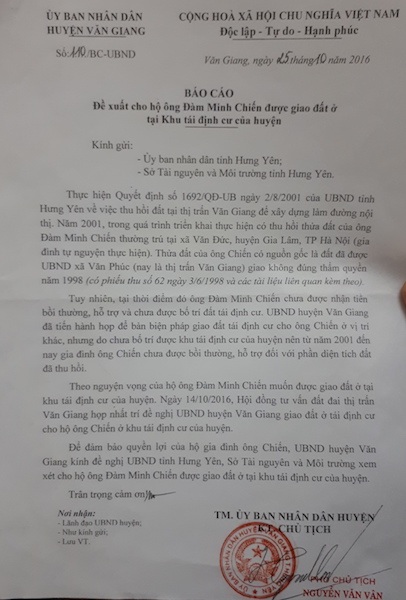 ỦY BAN NHÂN DÂN
HUYỆN VĂN GIANG
CỘNG HOÀ XÃ HỘI CHỦ NGHĨA VIỆT NAM
Độc lập - Tự do - Hạnh phúc
Số: 110/BC-UBND
Văn Giang, ngày 25 tháng 10 năm 2016
BÁO CÁO
Đề xuất cho hộ ông Đàm Minh Chiến được giao đất ở
tại Khu tái định cư của huyện
Kính gửi:
- Ủy ban nhân dân tỉnh Hưng Yên;
- Sở Tài nguyên và Môi trường tỉnh Hưng Yên.
Thực hiện Quyết định số 1692/QĐ-UB ngày 2/8/2001 của UBND tỉnh
Hưng Yên về việc thu hồi đất tại thị trấn Văn Giang để xây dựng làm đường nội
thị. Năm 2001, trong quá trình triển khai thực hiện có thu hồi thửa đất của ông
Đàm Minh Chiến thường trú tại xã Văn Đức, huyện Gia Lâm, TP Hà Nội (gia
đình tự nguyện thực hiện). Thửa đất của ông Chiến có nguồn gốc là đất đã được
UBND xã Văn Phúc (nay là thị trấn Văn Giang) giao không đúng thẩm quyền
năm 1998 (có phiếu thu số 62 ngày 3/6/1998 và các tài liệu liên quan kèm theo).
Tuy nhiên, tại thời điểm đó ông Đàm Minh Chiến chưa được nhận tiền
bồi thường, hỗ trợ và chưa được bố trí đất tái định cư. UBND huyện Văn Giang
đã tiến hành họp để bàn biện pháp giao đất tái định cư cho ông Chiến ở vị trí
khác, nhưng do chưa bố trí được khu tái định cư của huyện nên từ năm 2001 đến
nay gia đình ông Chiến chưa được bồi thường, hỗ trợ đối với phần diện tích đất
đã thu hồi.
Theo nguyện vọng của hộ ông Đàm Minh Chiến muốn được giao đất ở tại
khu tái định cư của huyện. Ngày 14/10/2016, Hội đồng tư vấn đất đai thị trấn
Văn Giang họp nhất trí đề nghị UBND huyện Văn Giang giao đất ở tái định cư
cho hộ ông Chiến ở khu tái định cư của huyện.
Để đảm bảo quyền lợi của hộ gia đình ông Chiến, UBND huyện Văn
Giang kính đề nghị UBND tỉnh Hưng Yên, Sở Tài nguyên và Môi trường xem
xét cho hộ ông Đàm Minh Chiến được giao đất ở tại khu tái định cư của huyện.
Trân trọng cảm ơn./.
Nơi nhận:
- Lãnh đạo UBND huyện;
- Như kính gửi;
- Lưu VT.
TM. ỦY BAN NHÂN DÂN HUYỆN
KT. CHỦ TỊCH
PHÓ CHỦ TỊCH
NGUYỄN VĂN VÂN